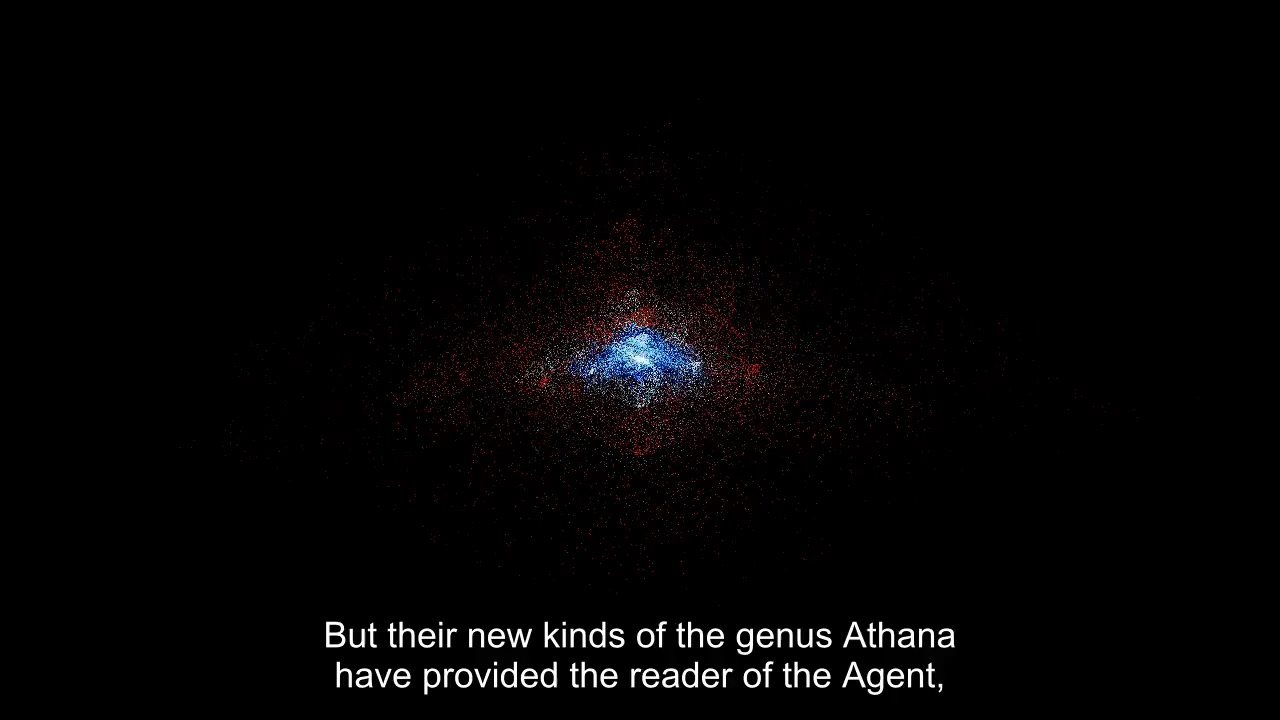 But their new kinds of the genus Athana
have provided the reader of the Agent,